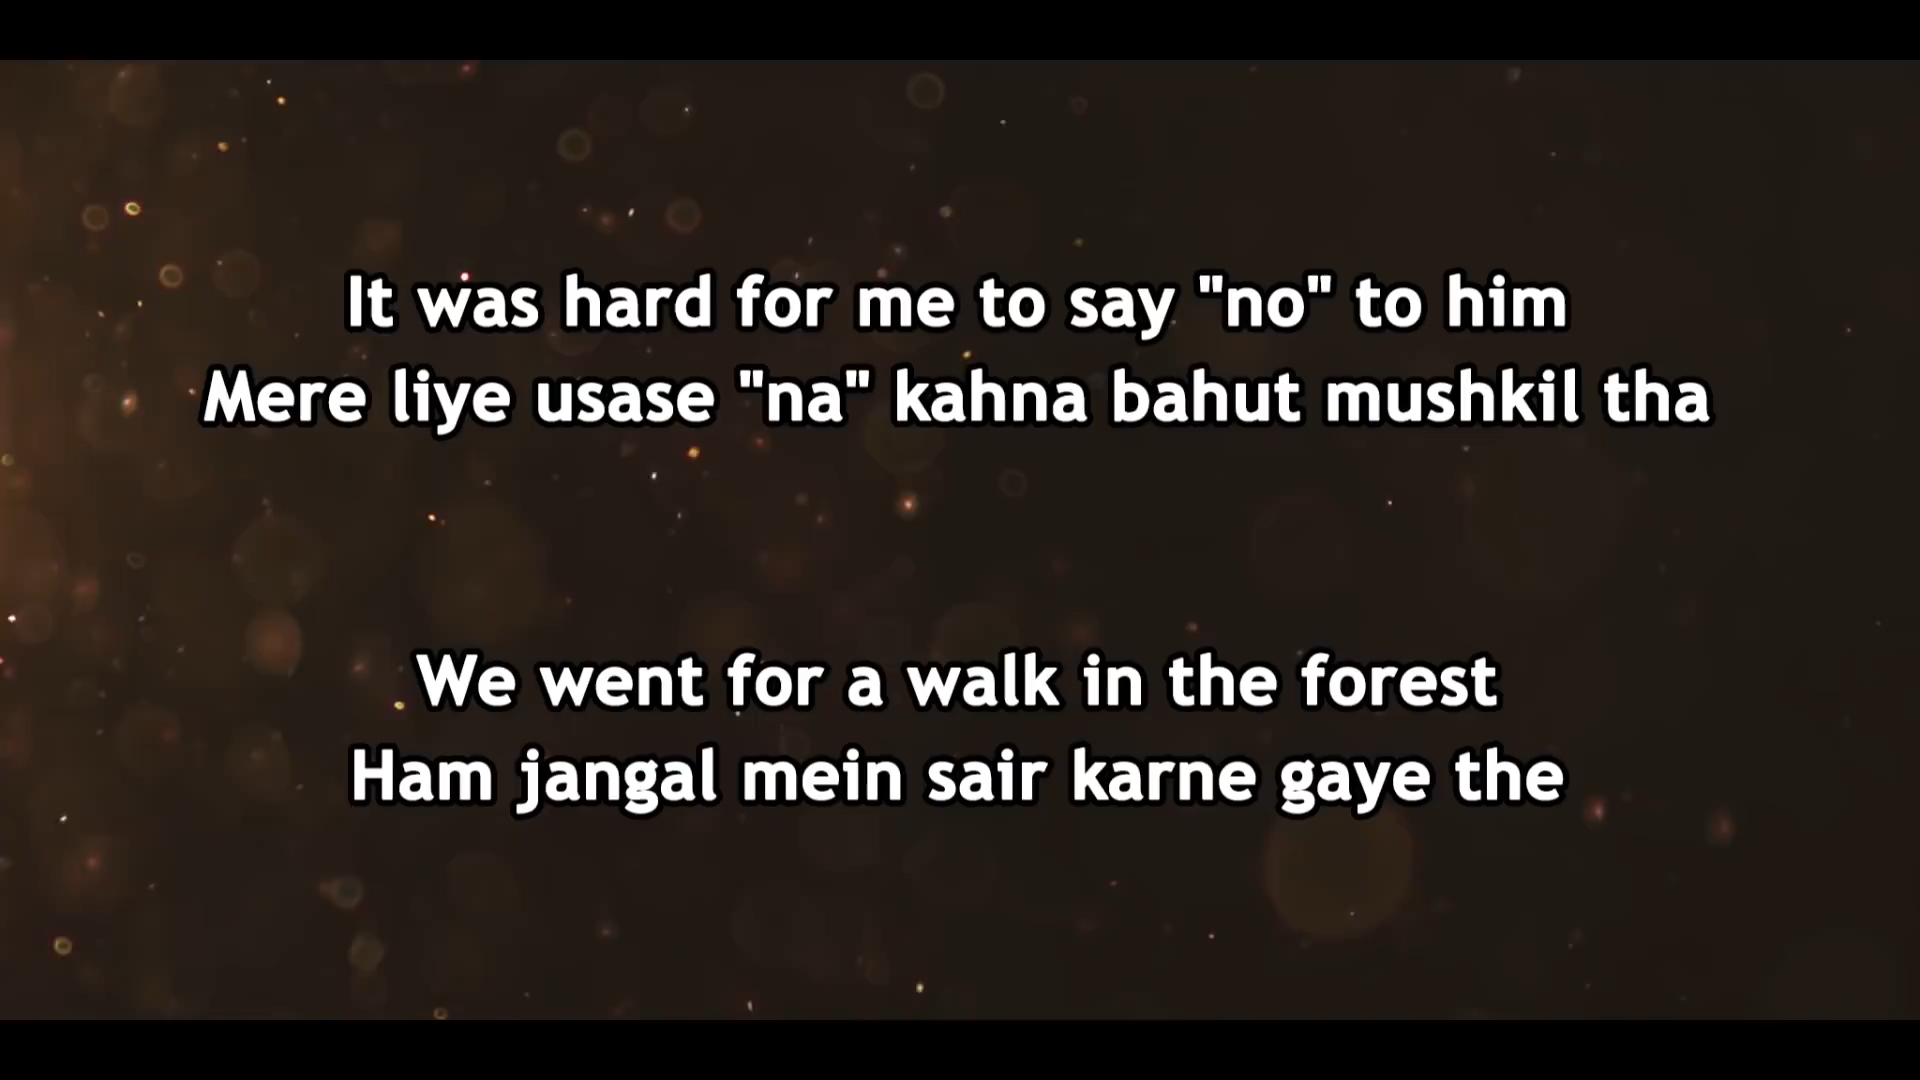 It was hard for me to say "no" to him
Mere liye usase "na" kahna bahut mushkil tha
We went for a walk in the forest
Ham jangal mein sair karne gaye the